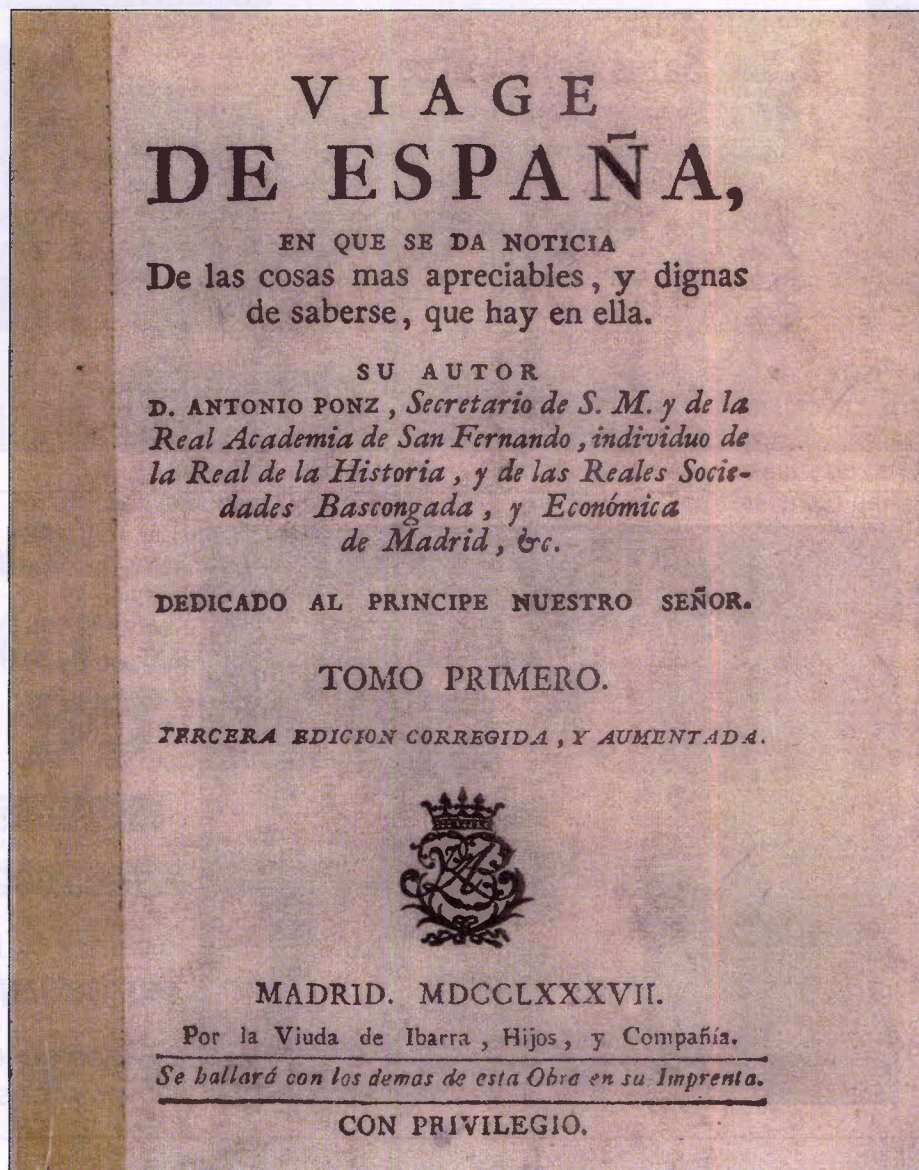 VIAGE
DE ESPAÑA,
EN QUE SE DA NOTICIA
De las cosas mas apreciables, y dignas
de saberse, que hay en ella.
SU AUTOR
D. ANTONIO PONZ, Secretario de S. M. y de la
Real Academia de San Fernando, individuo de
la Real de la Historia, y de las Reales Socie-
dades Bascongada, y Económica
de Madrid, &c.
DEDICADO AL PRINCIPE NUESTRO SEÑOR.
TOMO PRIMERO.
TERCERA EDICION CORREGIDA, Y AUMENTADA.
MADRID. MDCCLXXXVII.
Por la Viuda de Ibarra, Hijos, y Compañía.
Se hallará con los demas de esta Obra en su Imprenta.
CON PRIVILEGIO.